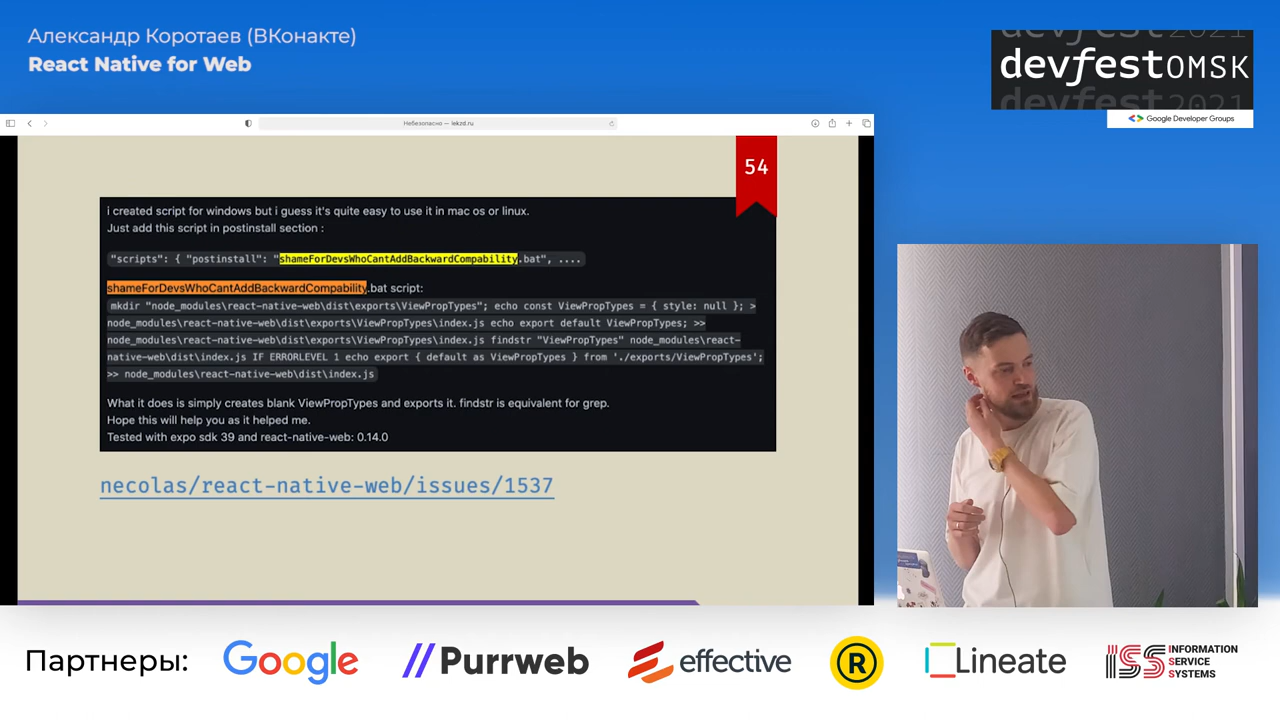 Александр Коротаев (ВКонакте)
React Native for Web
devfest2021
devfestOMSK
devfest2021
Google Developer Groups
Небезопасно — lekzd.ru
54
i created script for windows but i guess it's quite easy to use it in mac os or linux.
Just add this script in postinstall section :
"scripts": { "postinstall": "shameForDevsWhoCantAddBackwardCompability.bat", ....
shameForDevsWhoCantAddBackwardCompability.bat script:
mkdir "node_modules\react-native-web\dist\exports\ViewPropTypes"; echo const ViewPropTypes = { style: null }; >
node_modules\react-native-web\dist\exports\ViewPropTypes\index.js echo export default ViewPropTypes; >>
node_modules\react-native-web\dist\exports\ViewPropTypes\index.js findstr "ViewPropTypes" node_modules\react-
native-web\dist\index.js IF ERRORLEVEL 1 echo export { default as ViewPropTypes } from './exports/ViewPropTypes';
>> node_modules\react-native-web\dist\index.js
What it does is simply creates blank ViewPropTypes and exports it. findstr is equivalent for grep.
Hope this will help you as it helped me.
Tested with expo sdk 39 and react-native-web: 0.14.0
necolas/react-native-web/issues/1537
Партнеры:
Google
Purrweb
effective
R
Lineate
ISS INFORMATION
SERVICE
SYSTEMS